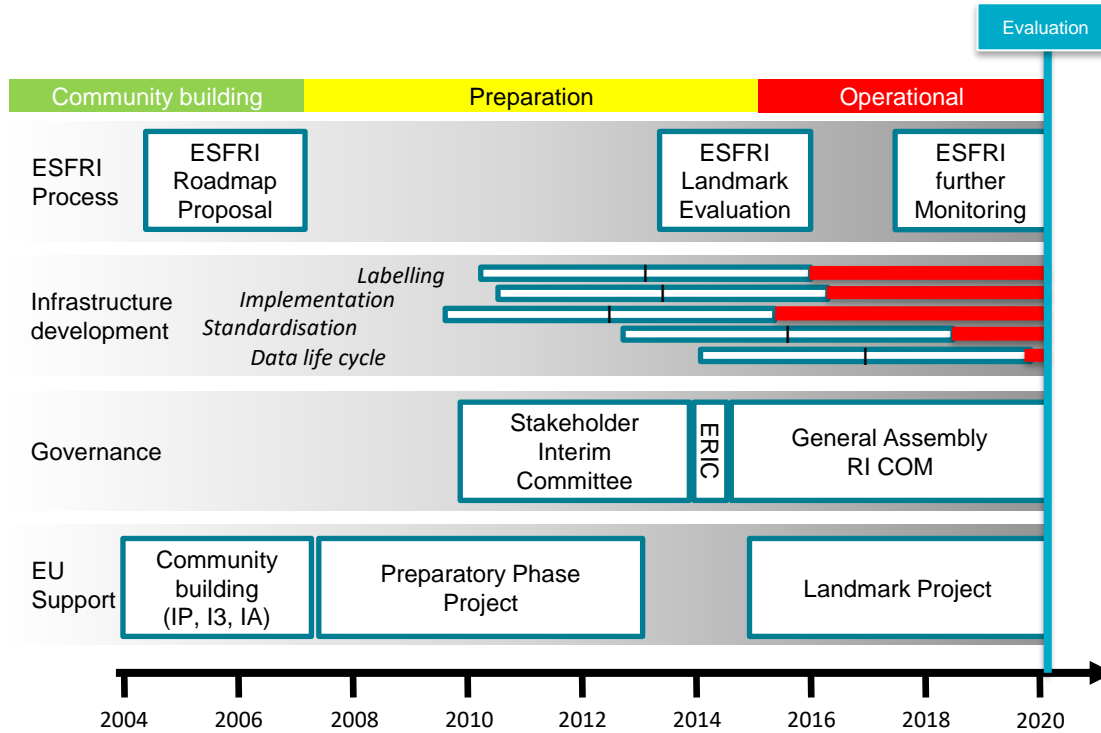 Evaluation
Community building
Preparation
Operational
ESFRI
Process
ESFRI
Roadmap
Proposal
ESFRI
Landmark
Evaluation
ESFRI
further
Monitoring
Infrastructure
development
Labelling
Implementation
Standardisation
Data life cycle
Governance
Stakeholder
Interim
Committee
ERIC
General Assembly
RI COM
EU
Support
Community
building
(IP, I3, IA)
Preparatory Phase
Project
Landmark Project
2004 2006 2008 2010 2012 2014 2016 2018 2020